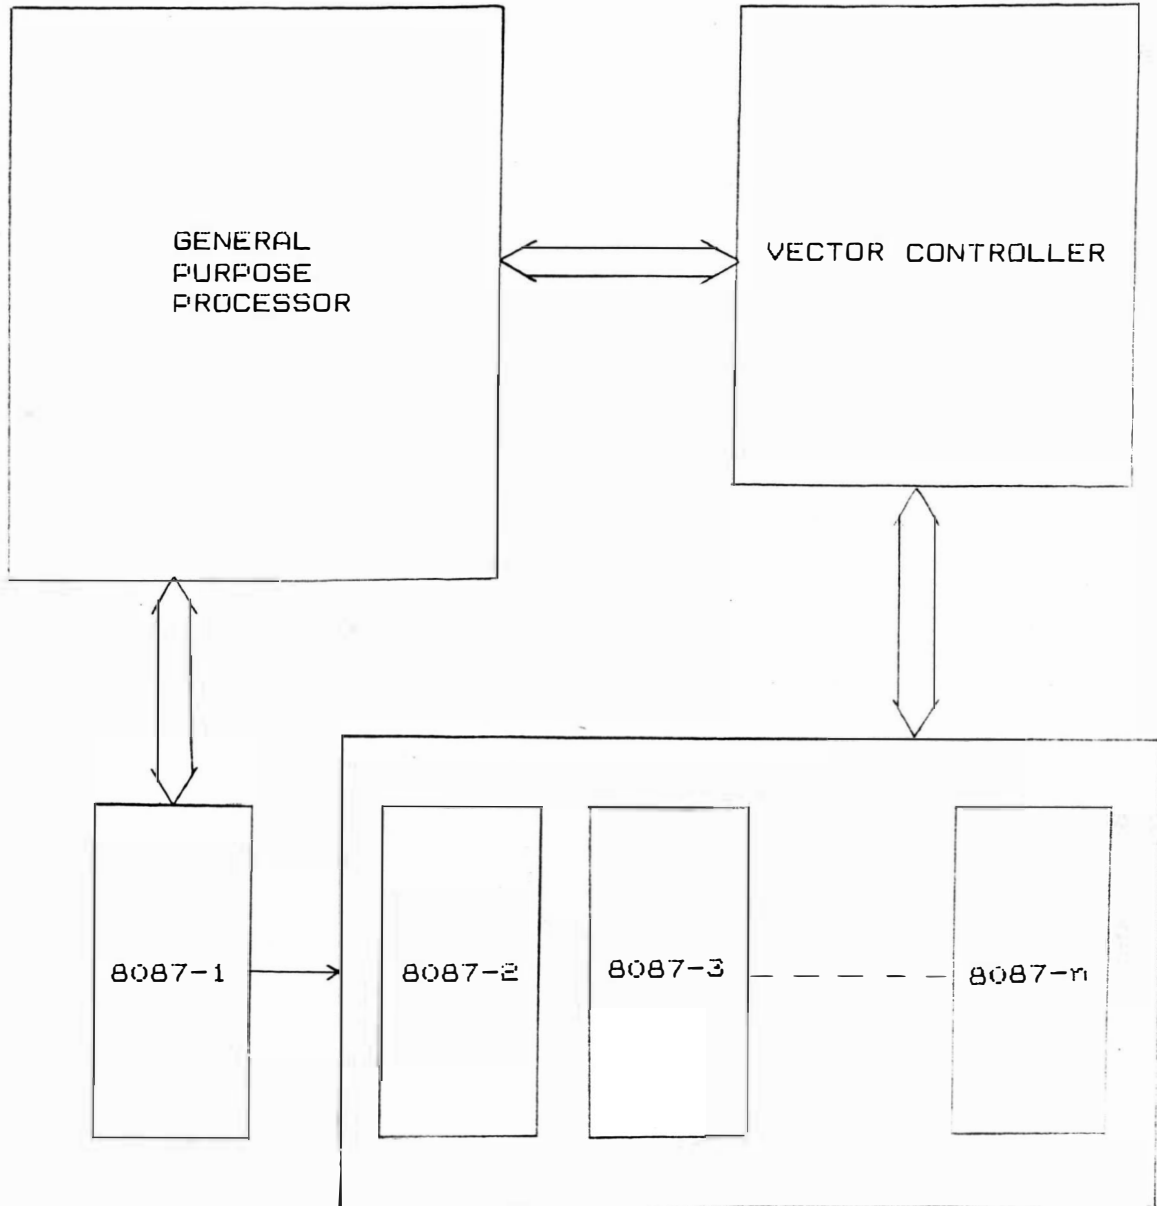 GENERAL
PURPOSE
PROCESSOR
VECTOR CONTROLLER
8087-1
8087-2
8087-3
8087-n